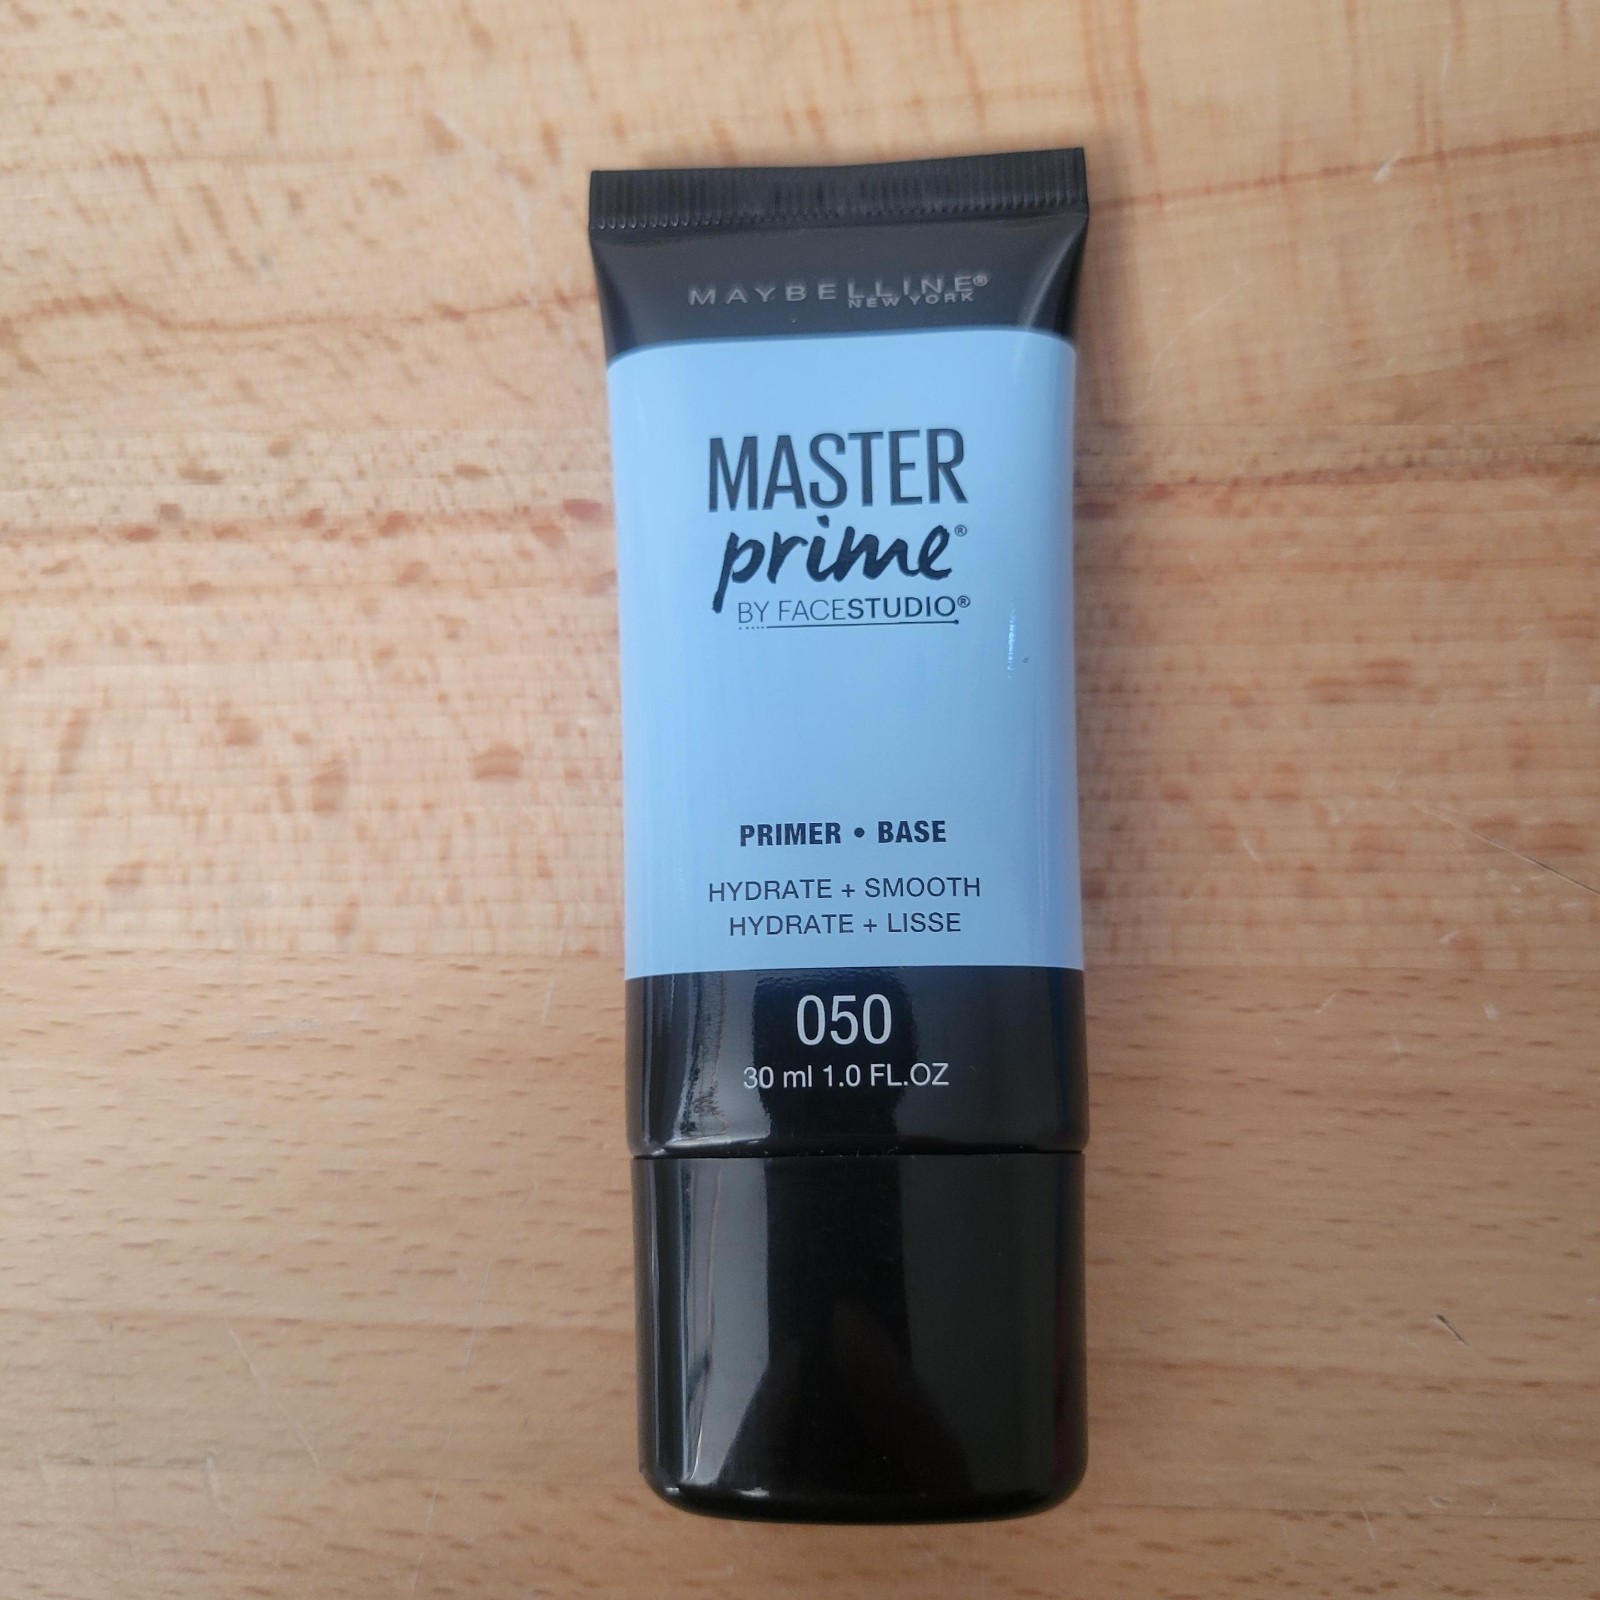 MAYBELLINE®
NEW YORK
MASTER
prime®
BY FACESTUDIO®
PRIMER • BASE
HYDRATE + SMOOTH
HYDRATE + LISSE
050
30 ml 1.0 FL.OZ